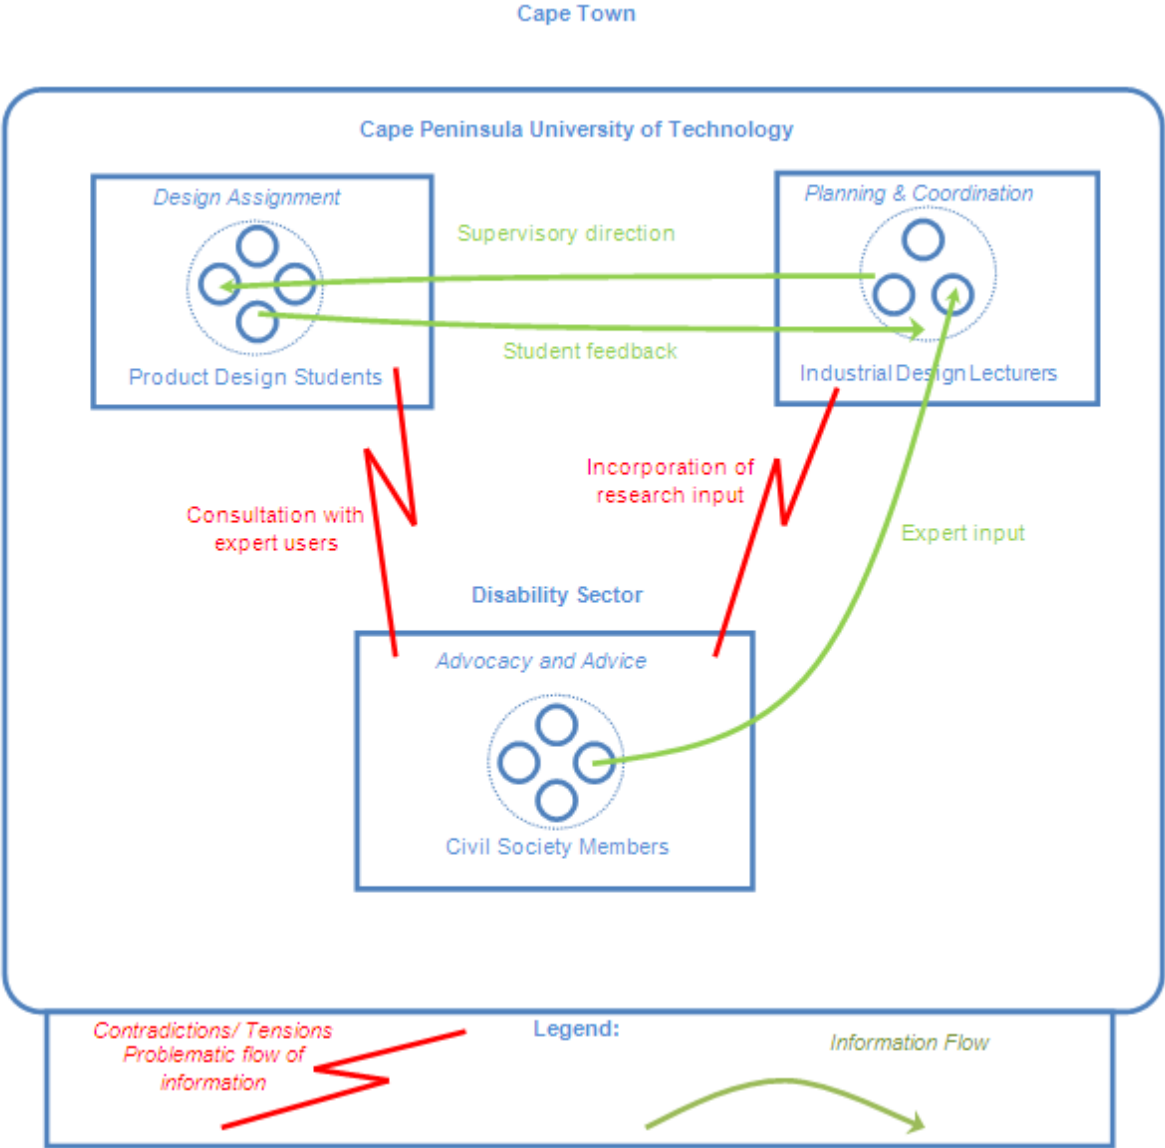 Cape Town
Cape Peninsula University of Technology
Design Assignment
Planning & Coordination
Supervisory direction
Student feedback
Product Design Students
Industrial Design Lecturers
Incorporation of
research input
Consultation with
expert users
Expert input
Disability Sector
Advocacy and Advice
Civil Society Members
Legend:
Contradictions/ Tensions
Problematic flow of
information
Information Flow